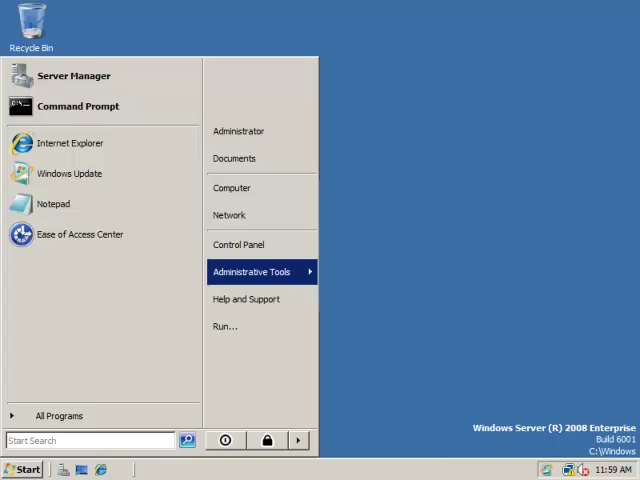 Recycle Bin
Server Manager
Command Prompt
Internet Explorer
Windows Update
Notepad
Ease of Access Center
All Programs
Start Search
Administrator
Documents
Computer
Network
Control Panel
Administrative Tools
Help and Support
Run...
Windows Server (R) 2008 Enterprise
Build 6001
C:\Windows
Start
11:59 AM